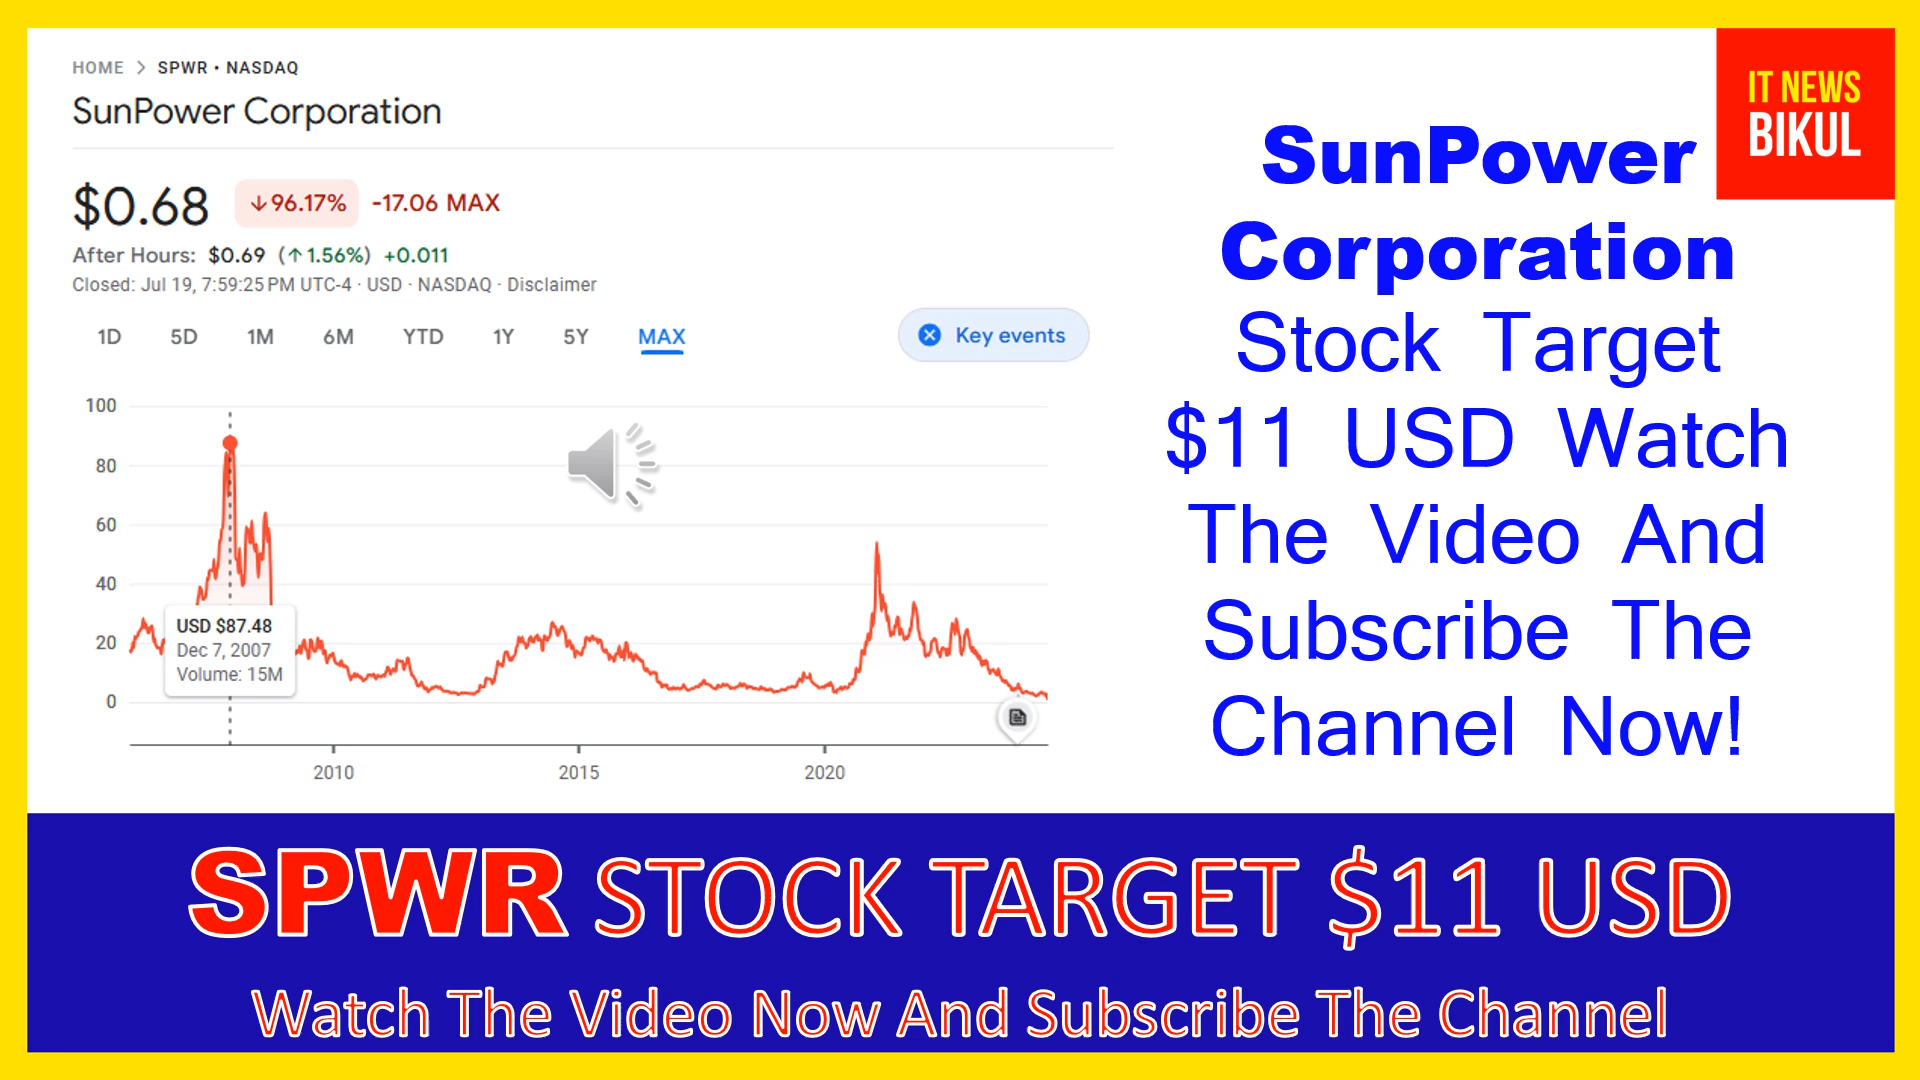 HOME > SPWR • NASDAQ
SunPower Corporation
$0.68 ↓96.17% -17.06 MAX
After Hours: $0.69 (↑1.56%) +0.011
Closed: Jul 19, 7:59:25 PM UTC-4 · USD · NASDAQ · Disclaimer
1D 5D 1M 6M YTD 1Y 5Y MAX
Key events
100
80
60
40
20
0
USD $87.48
Dec 7, 2007
Volume: 15M
2010 2015 2020
IT NEWS
BIKUL
SunPower
Corporation
Stock Target
$11 USD Watch
The Video And
Subscribe The
Channel Now!
SPWR STOCK TARGET $11 USD
Watch The Video Now And Subscribe The Channel